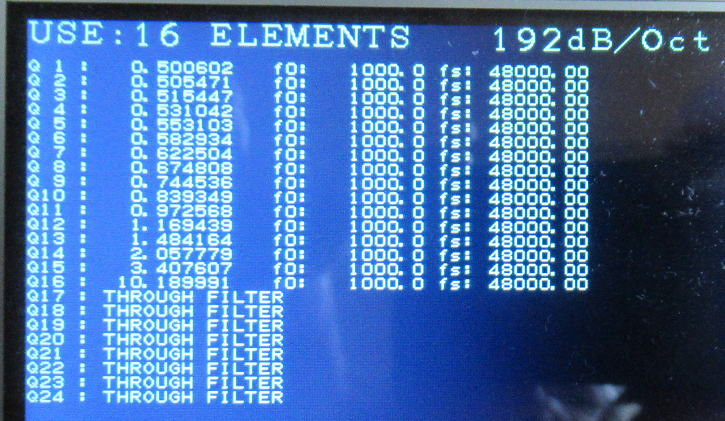 USE:16 ELEMENTS 192dB/Oct
Q 1 : 0.500602 f0: 1000.0 fs: 48000.00
Q 2 : 0.505471 f0: 1000.0 fs: 48000.00
Q 3 : 0.515447 f0: 1000.0 fs: 48000.00
Q 4 : 0.531042 f0: 1000.0 fs: 48000.00
Q 5 : 0.553103 f0: 1000.0 fs: 48000.00
Q 6 : 0.582934 f0: 1000.0 fs: 48000.00
Q 7 : 0.622504 f0: 1000.0 fs: 48000.00
Q 8 : 0.674808 f0: 1000.0 fs: 48000.00
Q 9 : 0.744536 f0: 1000.0 fs: 48000.00
Q10 : 0.839349 f0: 1000.0 fs: 48000.00
Q11 : 0.972568 f0: 1000.0 fs: 48000.00
Q12 : 1.169439 f0: 1000.0 fs: 48000.00
Q13 : 1.484164 f0: 1000.0 fs: 48000.00
Q14 : 2.057779 f0: 1000.0 fs: 48000.00
Q15 : 3.407607 f0: 1000.0 fs: 48000.00
Q16 : 10.189991 f0: 1000.0 fs: 48000.00
Q17 : THROUGH FILTER
Q18 : THROUGH FILTER
Q19 : THROUGH FILTER
Q20 : THROUGH FILTER
Q21 : THROUGH FILTER
Q22 : THROUGH FILTER
Q23 : THROUGH FILTER
Q24 : THROUGH FILTER